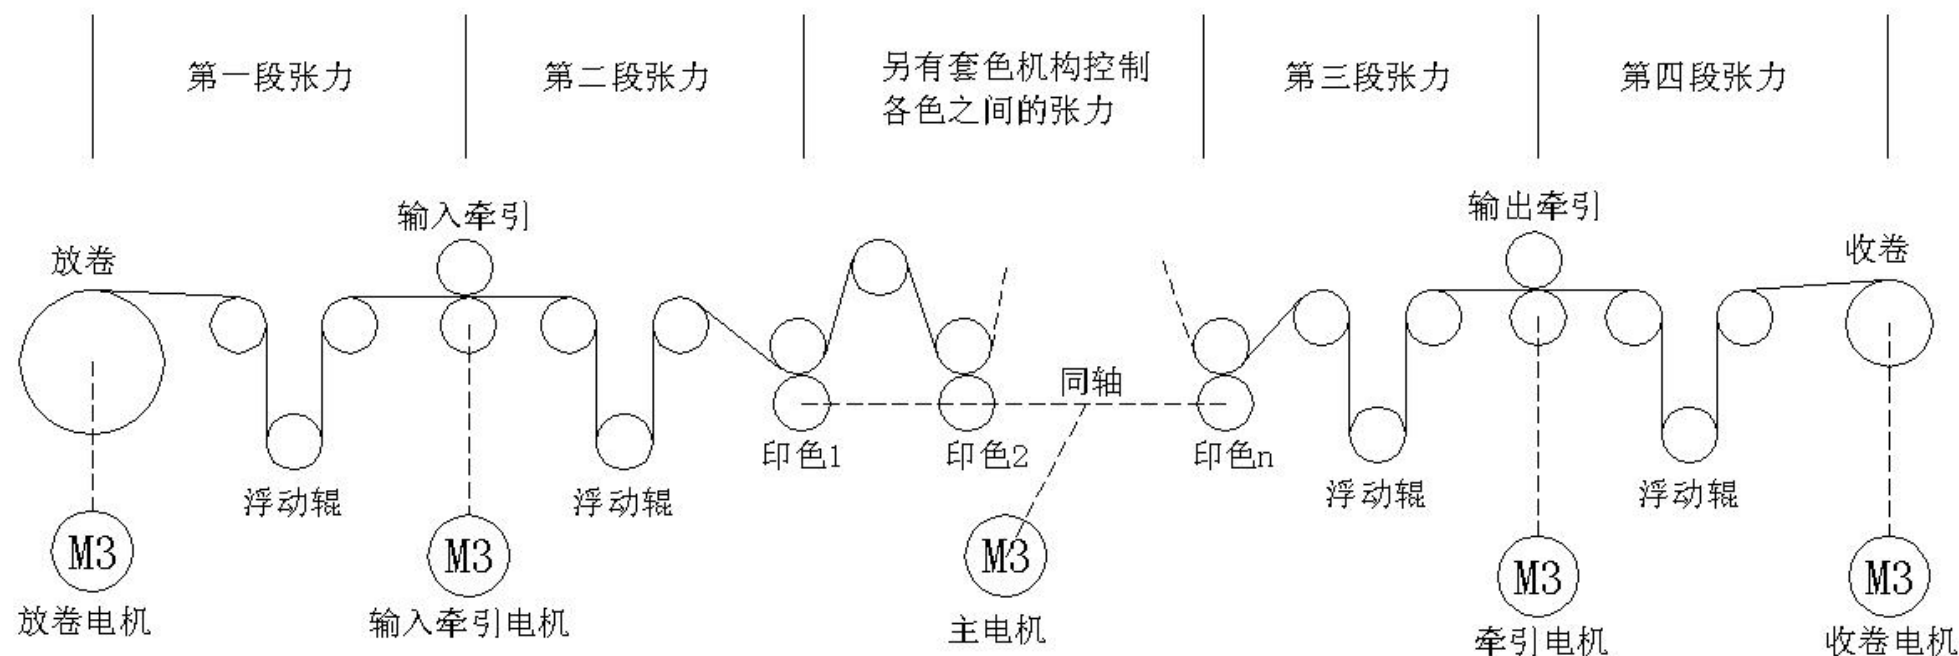 第一段张力
第二段张力
另有套色机构控制
各色之间的张力
第三段张力
第四段张力
输入牵引
输出牵引
放卷
收卷
同轴
印色1
印色2
印色n
浮动辊
浮动辊
浮动辊
浮动辊
M3
M3
M3
M3
M3
放卷电机
输入牵引电机
主电机
牵引电机
收卷电机